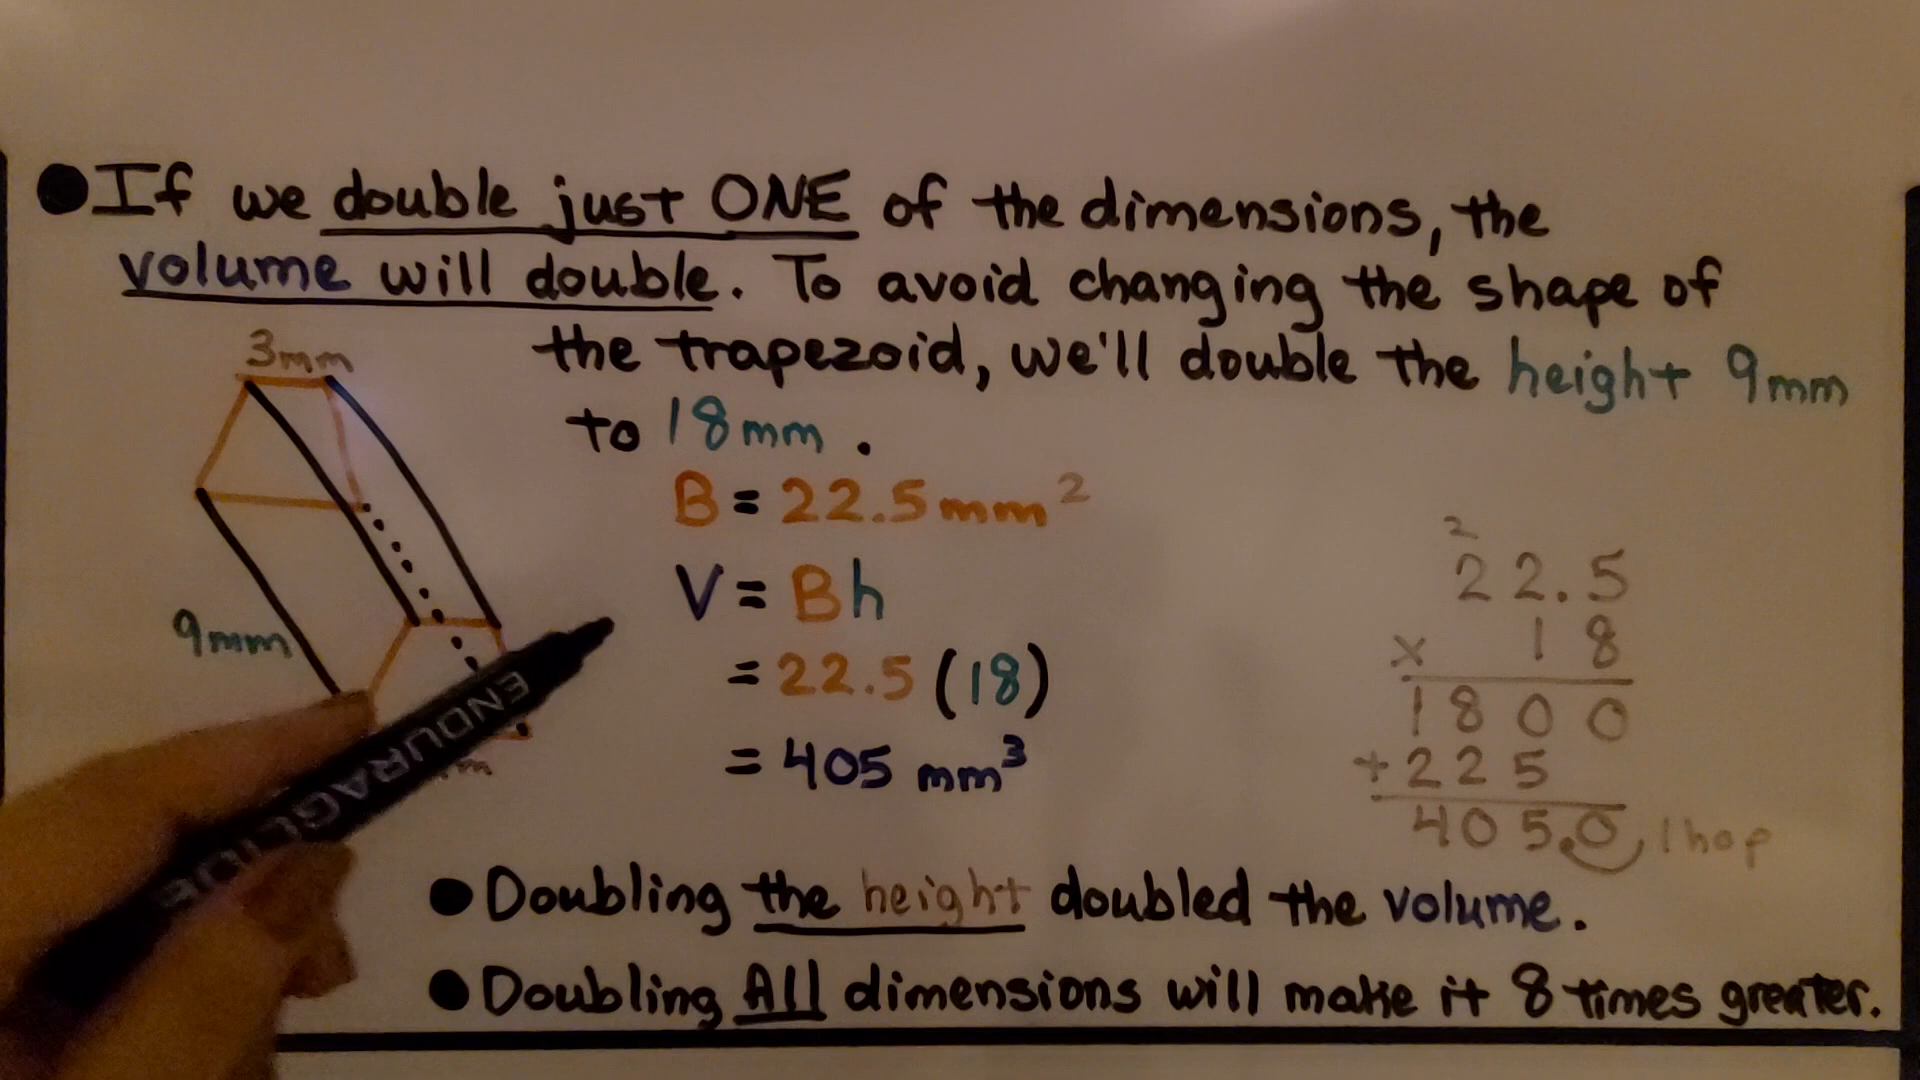 If we double just ONE of the dimensions, the
volume will double. To avoid changing the shape of
the trapezoid, we'll double the height 9mm
to 18mm.
3mm
9mm
B = 22.5mm²
V = Bh
= 22.5 (18)
= 405 mm³
2
22.5
x 18
1800
+225
405.0 1 hop
Doubling the height doubled the volume.
Doubling All dimensions will make it 8 times greater.
ENDURAGLIDE